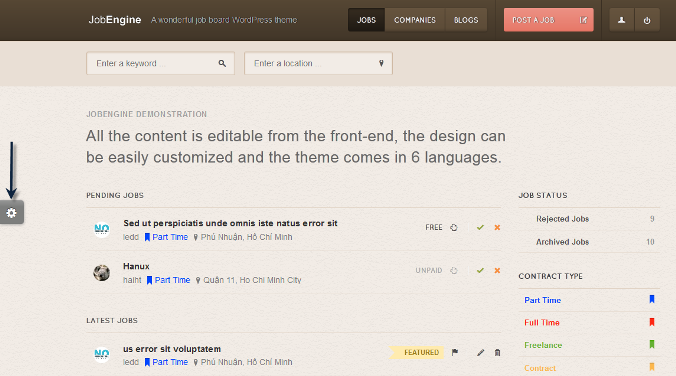 JobEngine A wonderful job board WordPress theme JOBS COMPANIES BLOGS POST A JOB
Enter a keyword ... Enter a location ...
JOBENGINE DEMONSTRATION
All the content is editable from the front-end, the design can
be easily customized and the theme comes in 6 languages.
PENDING JOBS
Sed ut perspiciatis unde omnis iste natus error sit FREE
ledd Part Time Phú Nhuận, Hồ Chí Minh
Hanux UNPAID
haiht Part Time Quận 11, Ho Chi Minh City
LATEST JOBS
us error sit voluptatem FEATURED
ledd Part Time Phú Nhuận, Hồ Chí Minh
JOB STATUS
Rejected Jobs 9
Archived Jobs 10
CONTRACT TYPE
Part Time
Full Time
Freelance
Contract